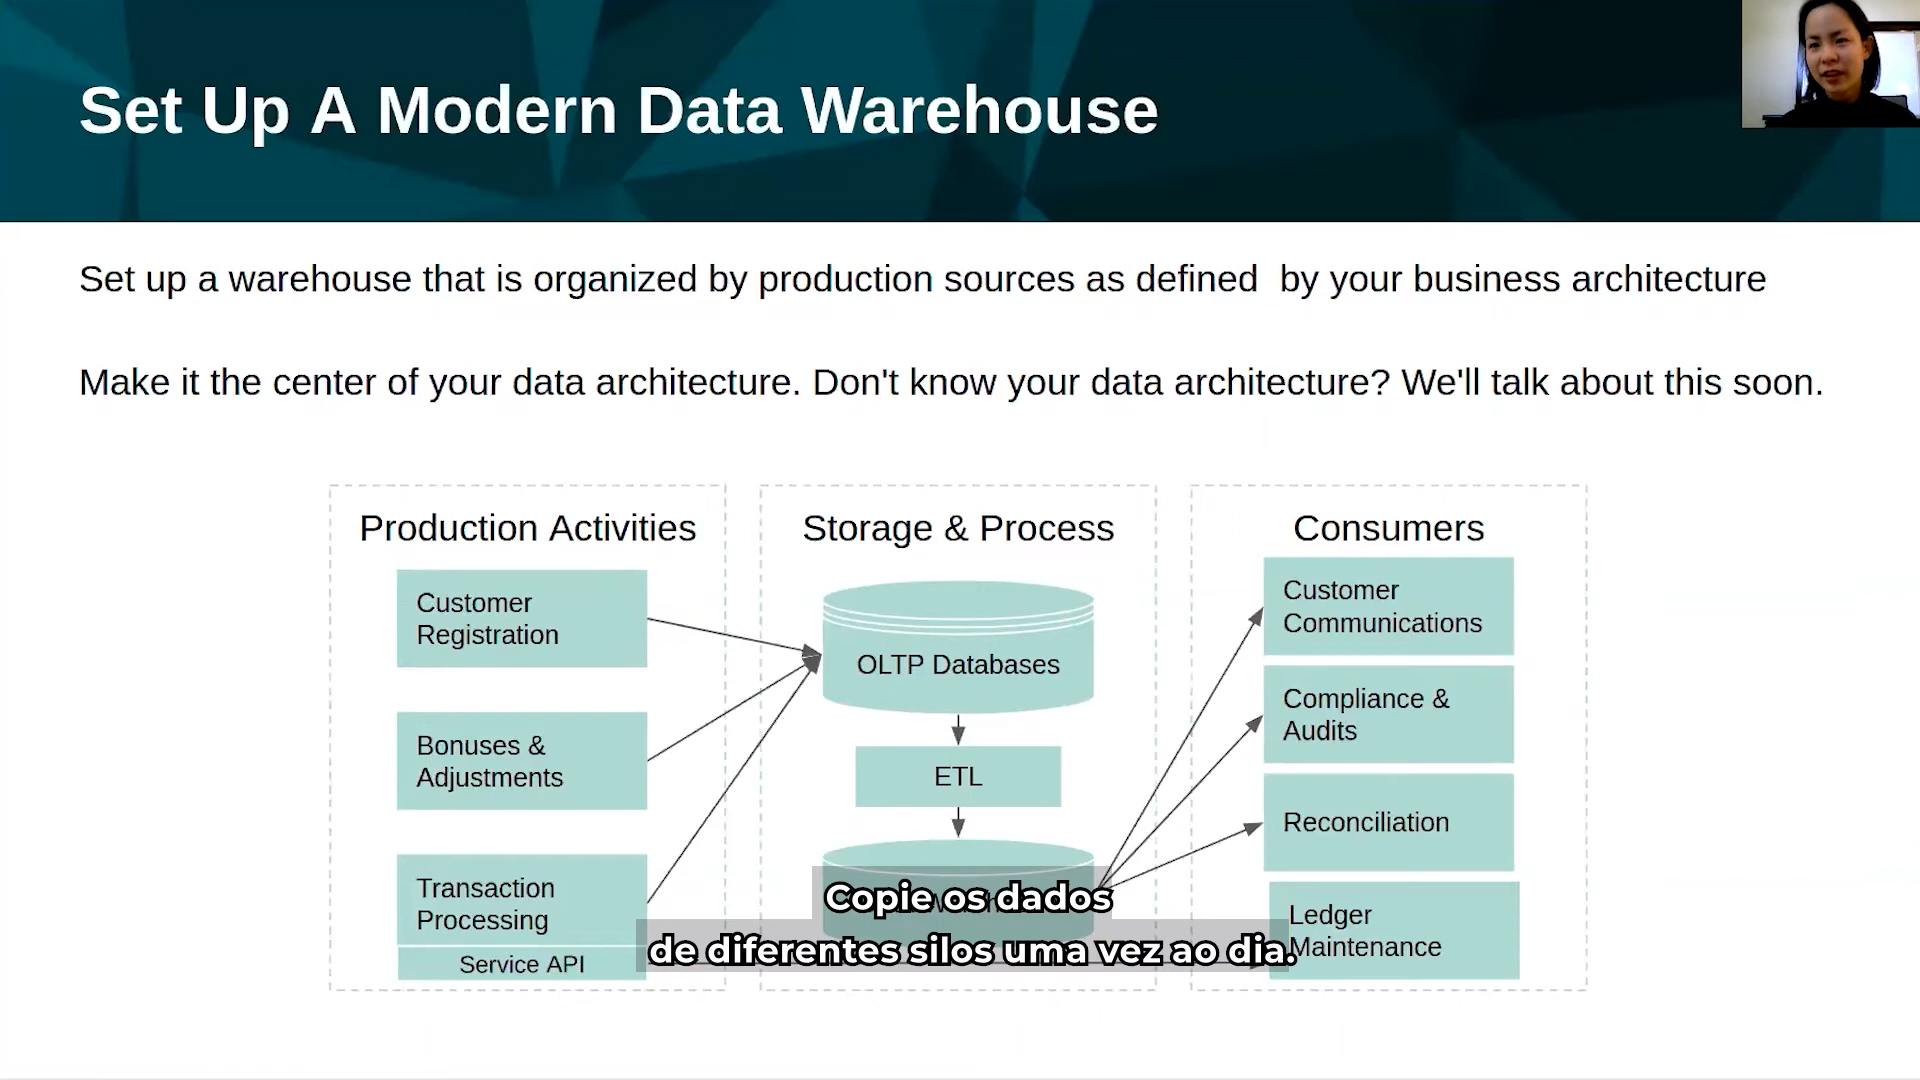 Set Up A Modern Data Warehouse
Set up a warehouse that is organized by production sources as defined  by your business architecture
Make it the center of your data architecture. Don't know your data architecture? We'll talk about this soon.
Production Activities
Customer
Registration
Bonuses &
Adjustments
Transaction
Processing
Service API
Storage & Process
OLTP Databases
ETL
Consumers
Customer
Communications
Compliance &
Audits
Reconciliation
Ledger
Maintenance
Copie os dados
de diferentes silos uma vez ao dia.